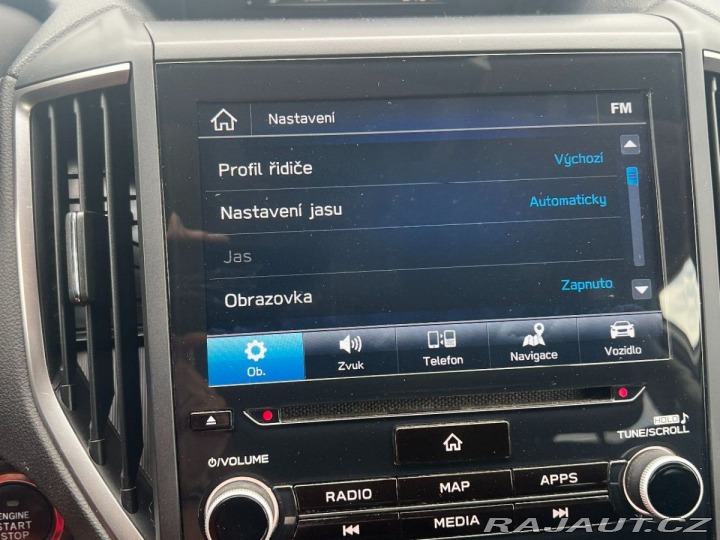 Nastavení
FM
Profil řidiče
Výchozí
Nastavení jasu
Automaticky
Jas
Obrazovka
Zapnuto
Ob.
Zvuk
Telefon
Navigace
Vozidlo
HOLD
/VOLUME
TUNE/SCROLL
RADIO
MAP
APPS
MEDIA
ENGINE
START
STOP
RAJAUT.CZ